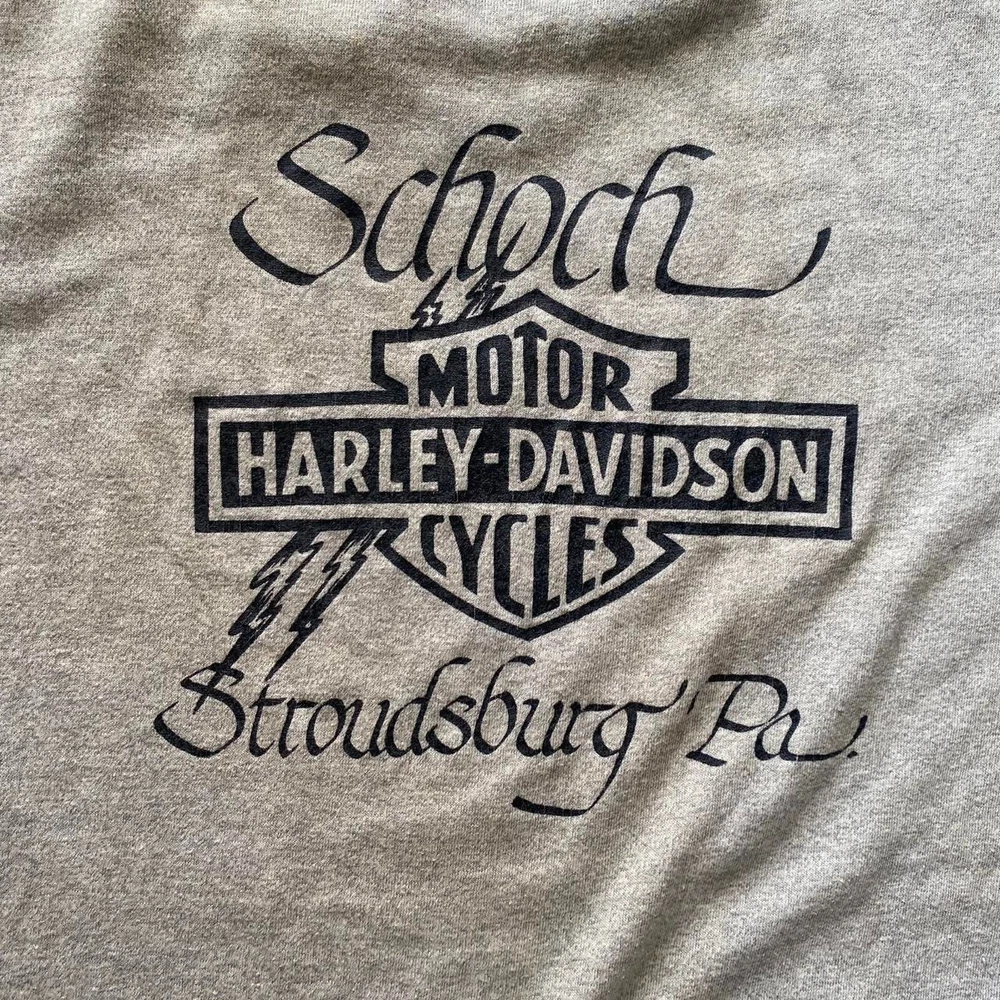 Schoch
MOTOR
HARLEY-DAVIDSON
CYCLES
Stroudsburg Pa.